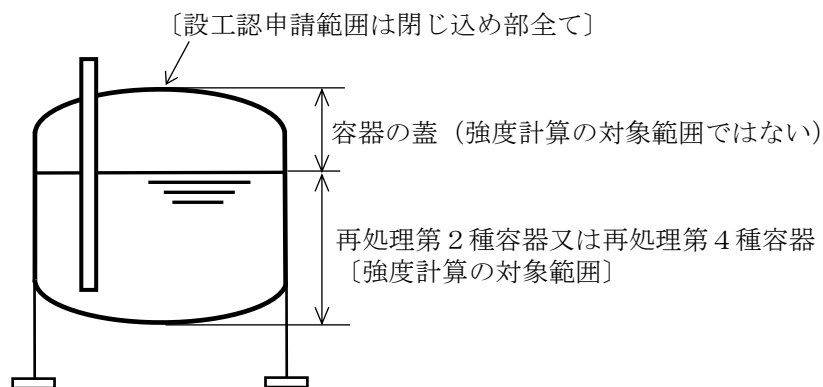 〔設工認申請範囲は閉じ込め部全て〕
容器の蓋（強度計算の対象範囲ではない）
再処理第２種容器又は再処理第４種容器
〔強度計算の対象範囲〕